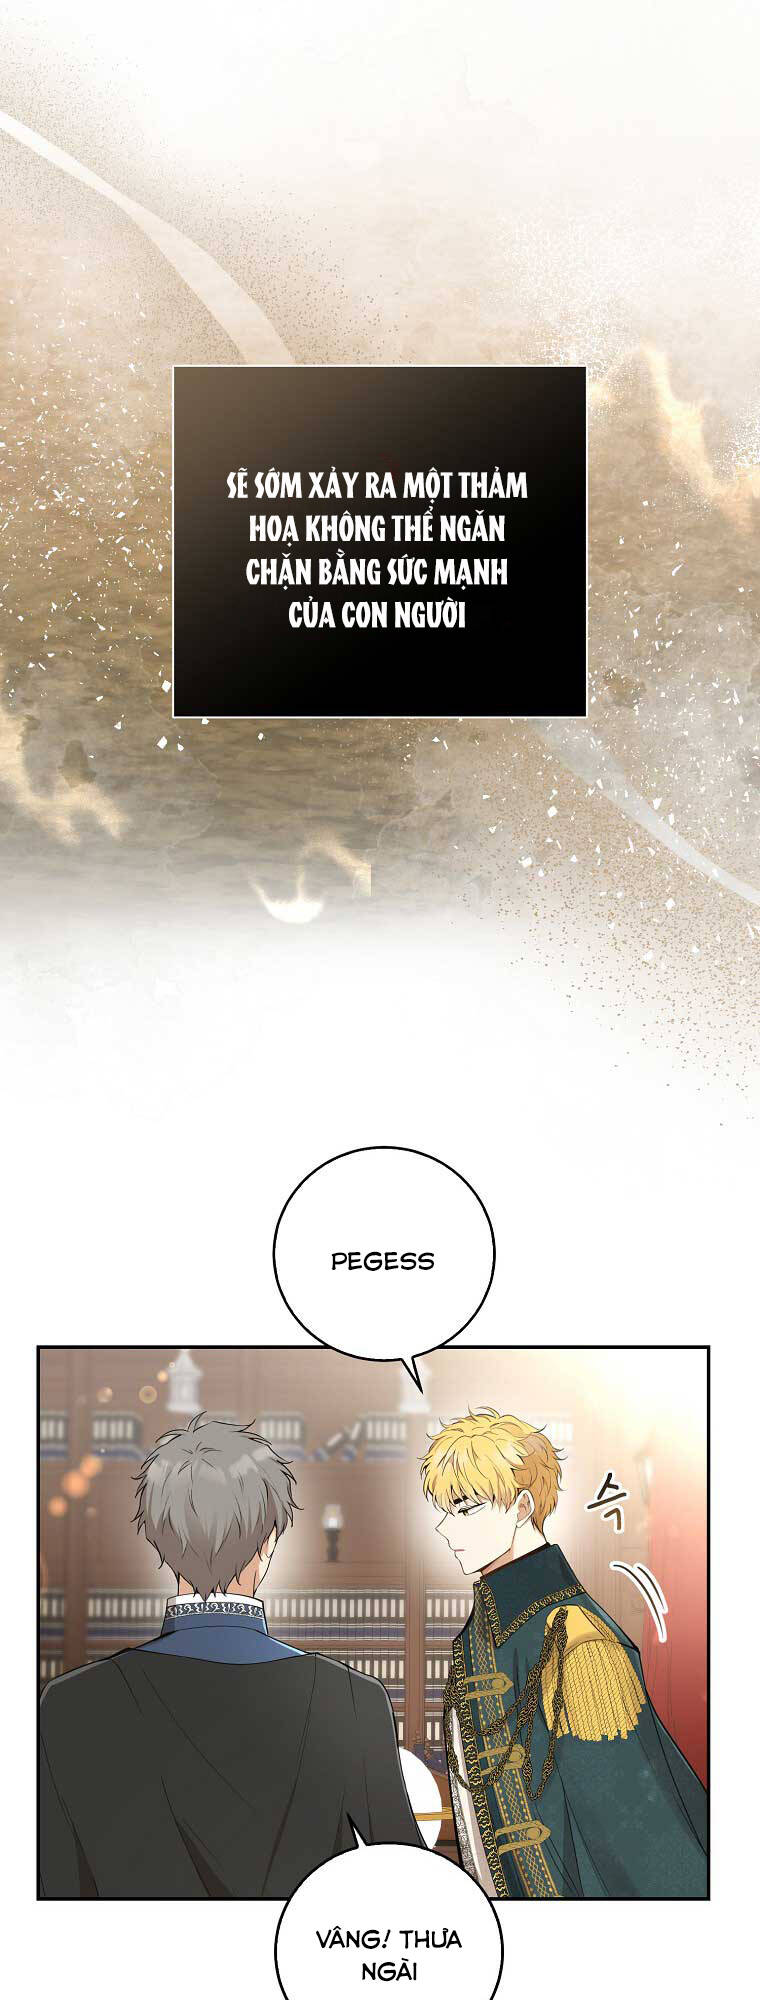 SẼ SỚM XẢY RA MỘT THẢM
HOẠ KHÔNG THỂ NGĂN
CHẶN BẰNG SỨC MẠNH
CỦA CON NGƯỜI
PEGESS
슥
VÂNG! THƯA
NGÀI